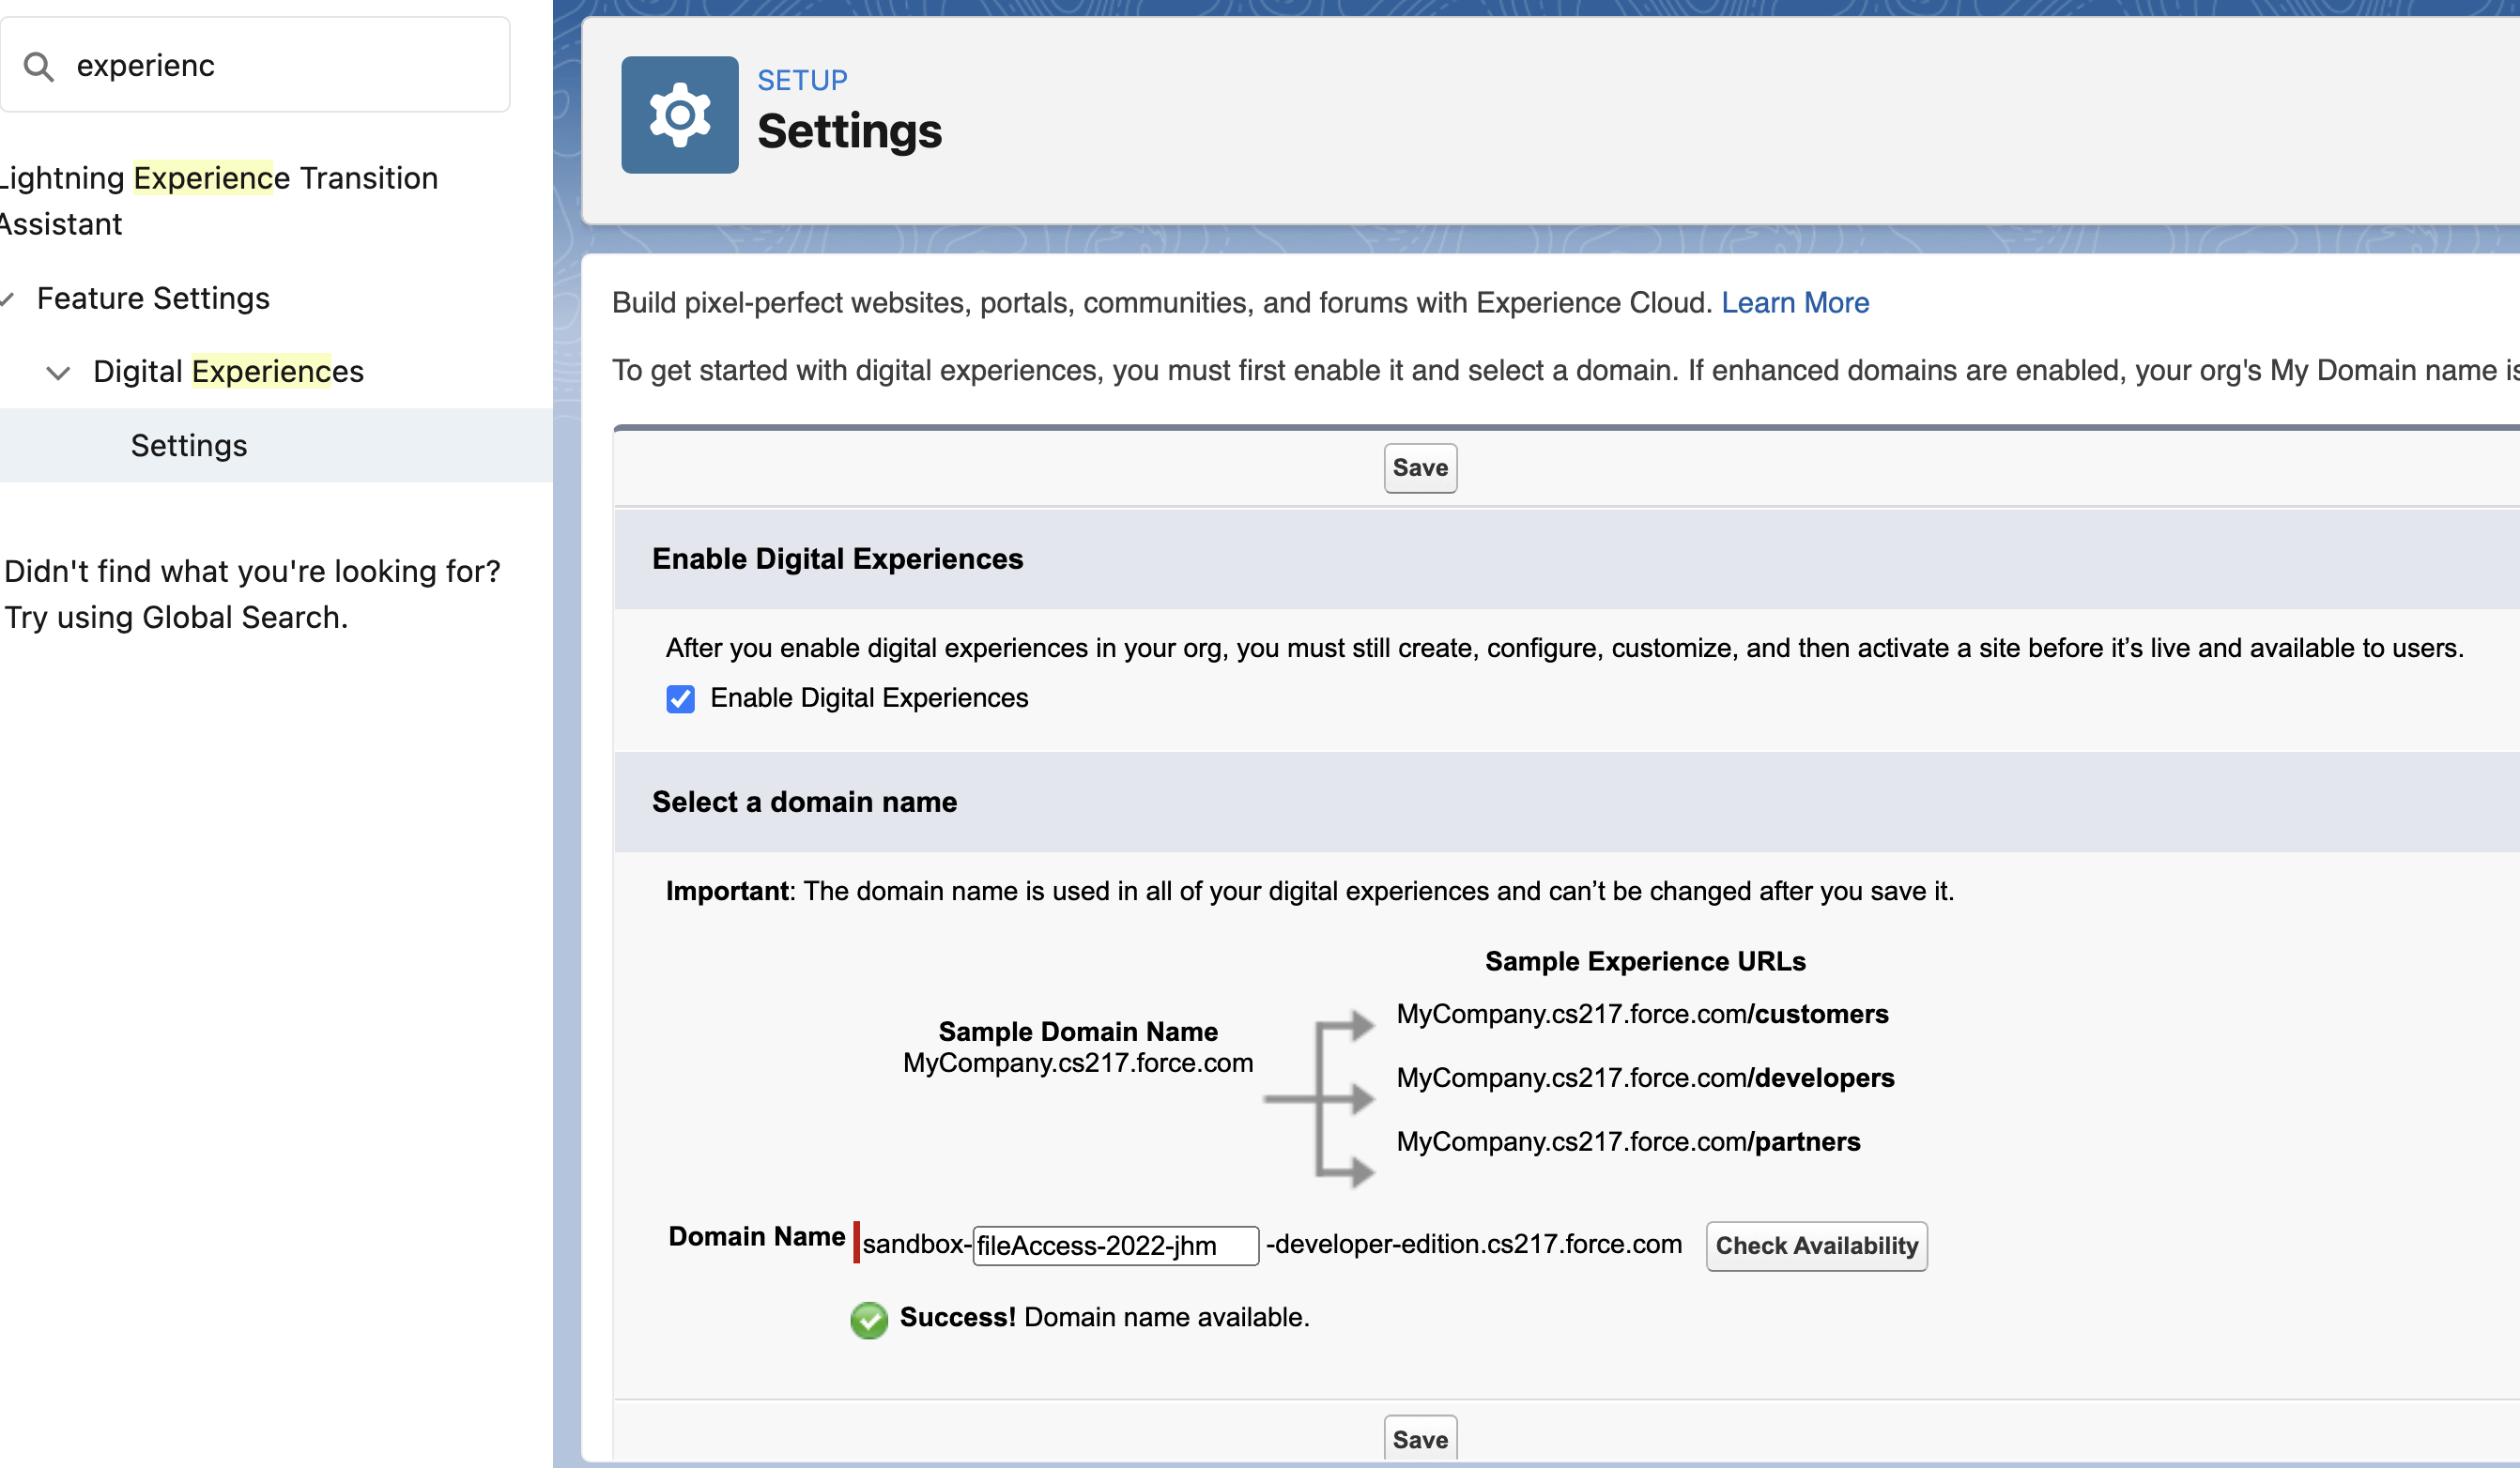 experienc
Lightning Experience Transition
Assistant
Feature Settings
Digital Experiences
Settings
Didn't find what you're looking for?
Try using Global Search.
SETUP
Settings
Build pixel-perfect websites, portals, communities, and forums with Experience Cloud. Learn More
To get started with digital experiences, you must first enable it and select a domain. If enhanced domains are enabled, your org's My Domain name is
Save
Enable Digital Experiences
After you enable digital experiences in your org, you must still create, configure, customize, and then activate a site before it’s live and available to users.
Enable Digital Experiences
Select a domain name
Important: The domain name is used in all of your digital experiences and can’t be changed after you save it.
Sample Experience URLs
Sample Domain Name
MyCompany.cs217.force.com
MyCompany.cs217.force.com/customers
MyCompany.cs217.force.com/developers
MyCompany.cs217.force.com/partners
Domain Name sandbox-fileAccess-2022-jhm -developer-edition.cs217.force.com Check Availability
Success! Domain name available.
Save